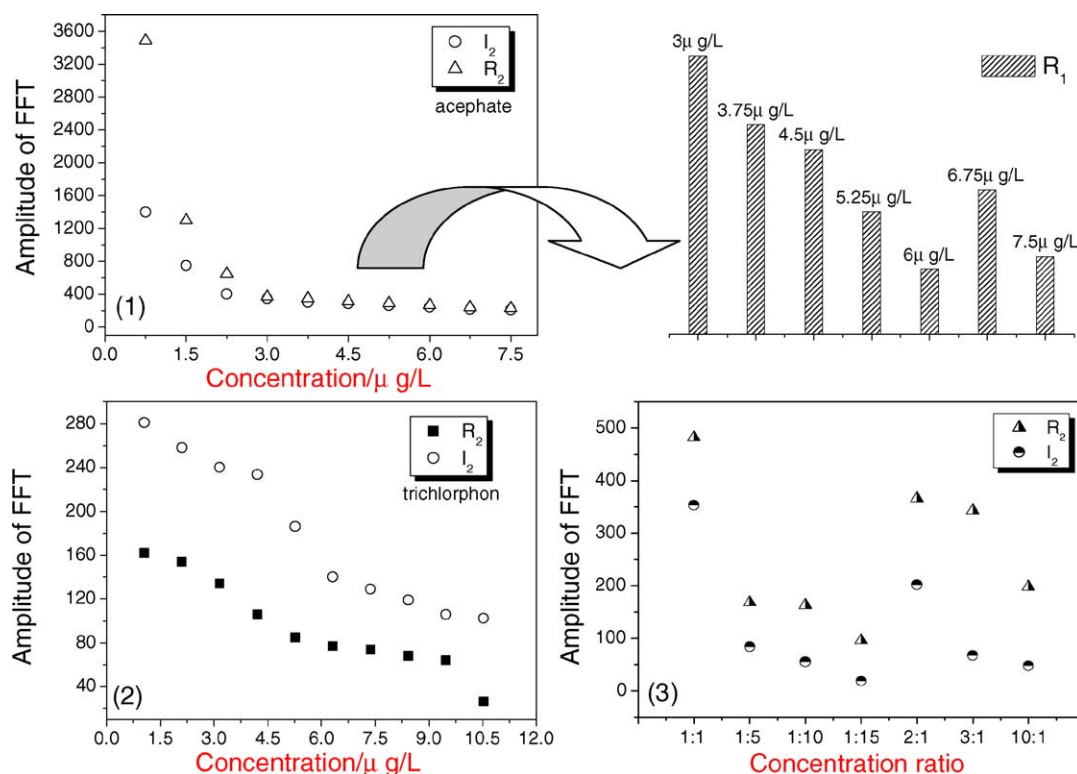 3600
3200
2800
2400
2000
1600
1200
800
400
0
Amplitude of FFT
I₂
R₂
acephate
(1)
0.0 1.5 3.0 4.5 6.0 7.5
Concentration/μ g/L
R₁
3μ g/L
3.75μ g/L
4.5μ g/L
5.25μ g/L
6μ g/L
6.75μ g/L
7.5μ g/L
1:1 1:5 1:10 1:15 2:1 3:1 10:1
280
240
200
160
120
80
40
Amplitude of FFT
R₂
I₂
trichlorphon
(2)
0.0 1.5 3.0 4.5 6.0 7.5 9.0 10.5 12.0
Concentration/μ g/L
500
400
300
200
100
0
Amplitude of FFT
R₂
I₂
(3)
Concentration ratio